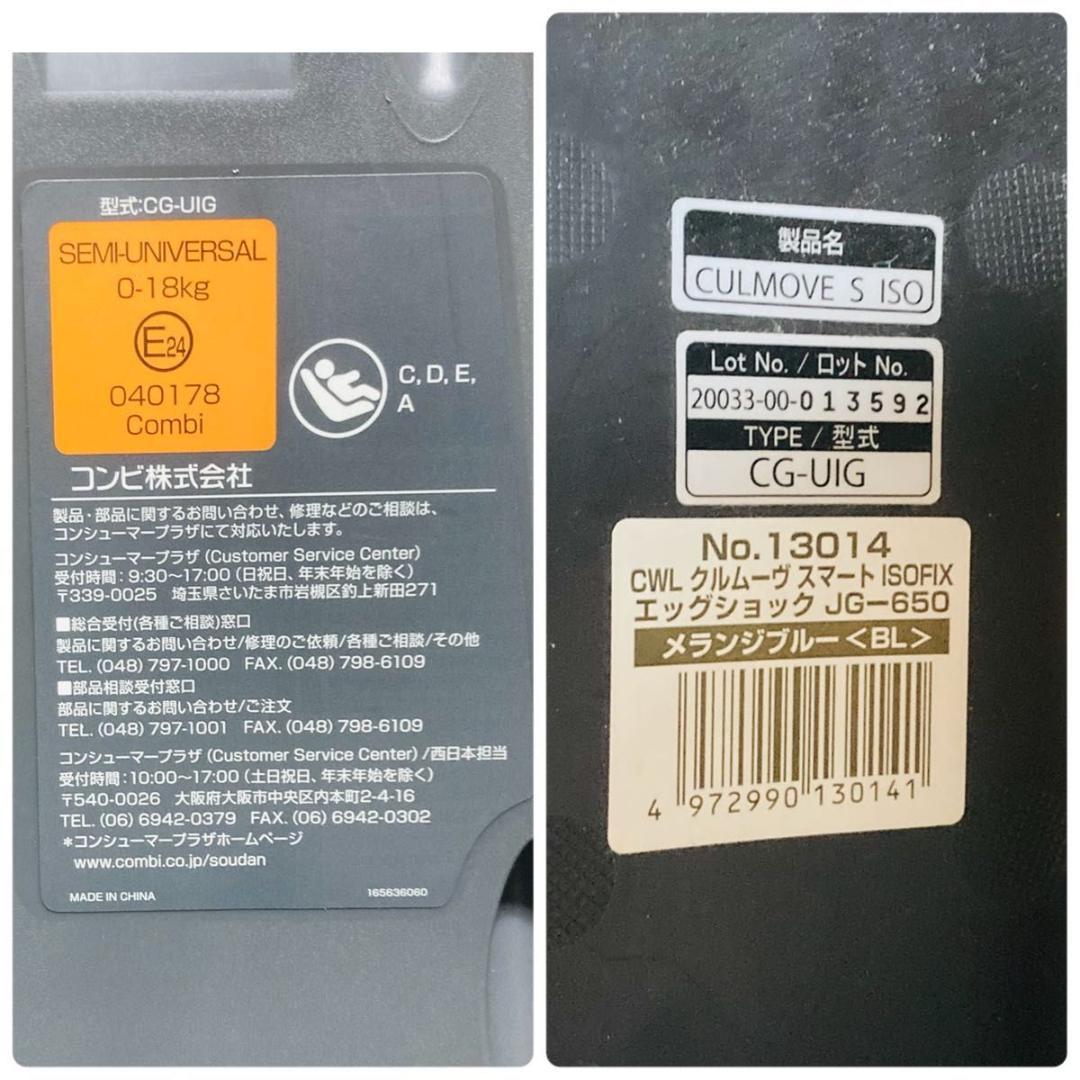 型式:CG-UIG
SEMI-UNIVERSAL
0-18kg
E24
040178
Combi
C, D, E,
A
コンビ株式会社
製品・部品に関するお問い合わせ、修理などのご相談は、
コンシューマープラザにて対応いたします。
コンシューマープラザ (Customer Service Center)
受付時間:9:30〜17:00 (日祝日、年末年始を除く)
〒339-0025 埼玉県さいたま市岩槻区釣上新田271
■総合受付(各種ご相談)窓口
製品に関するお問い合わせ/修理のご依頼/各種ご相談/その他
TEL. (048) 797-1000 FAX. (048) 798-6109
■部品相談受付窓口
部品に関するお問い合わせ/ご注文
TEL. (048) 797-1001 FAX. (048) 798-6109
コンシューマープラザ (Customer Service Center) /西日本担当
受付時間:10:00〜17:00 (土日祝日、年末年始を除く)
〒540-0026 大阪府大阪市中央区内本町2-4-16
TEL. (06) 6942-0379 FAX. (06) 6942-0302
*コンシューマープラザホームページ
www.combi.co.jp/soudan
MADE IN CHINA 165636060
製品名
CULMOVE S ISO
Lot No. / ロット No.
20033-00-013592
TYPE / 型式
CG-UIG
No.13014
CWL クルムーヴ スマート ISOFIX
エッグショック JG-650
メランジブルー<BL>
4 972990 130141